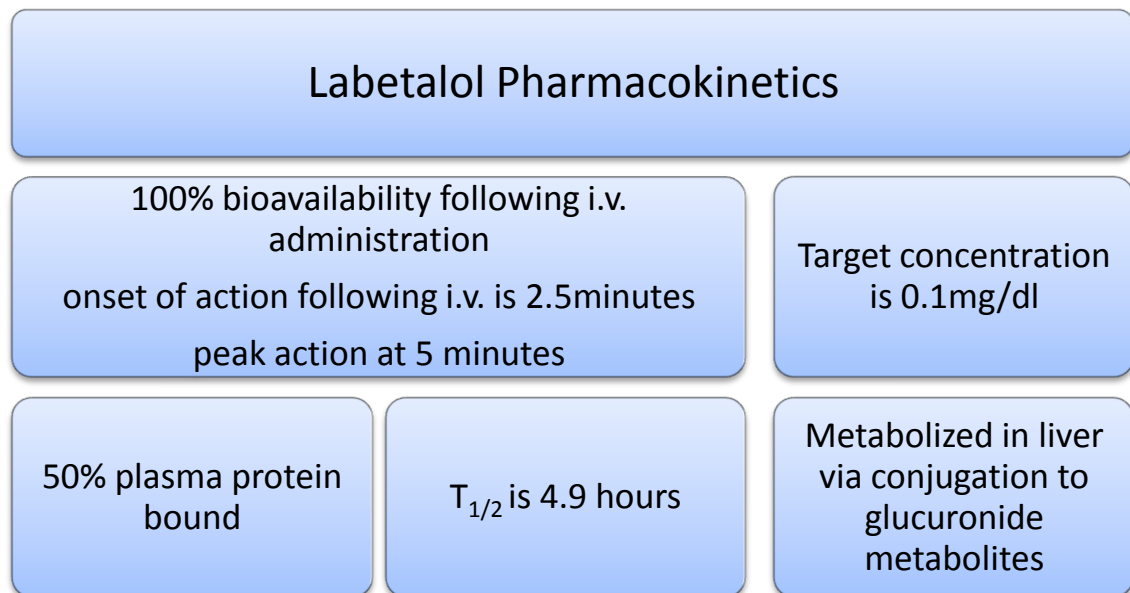 Labetalol Pharmacokinetics
100% bioavailability following i.v.
administration
onset of action following i.v. is 2.5minutes
peak action at 5 minutes
Target concentration
is 0.1mg/dl
50% plasma protein
bound
T1/2 is 4.9 hours
Metabolized in liver
via conjugation to
glucuronide
metabolites